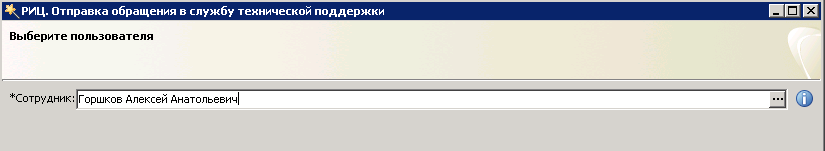 РИЦ. Отправка обращения в службу технической поддержки
Выберите пользователя
*Сотрудник: Горшков Алексей Анатольевич ...